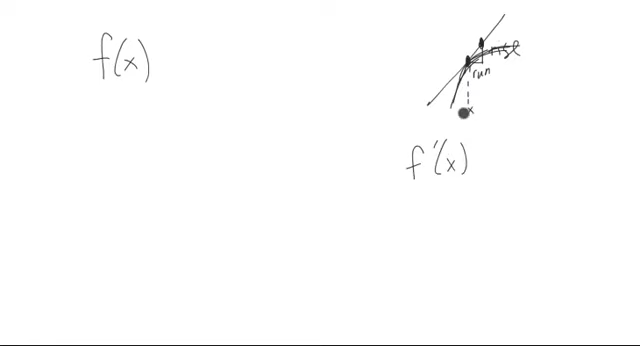 f(x)
rise
run
x
f'(x)